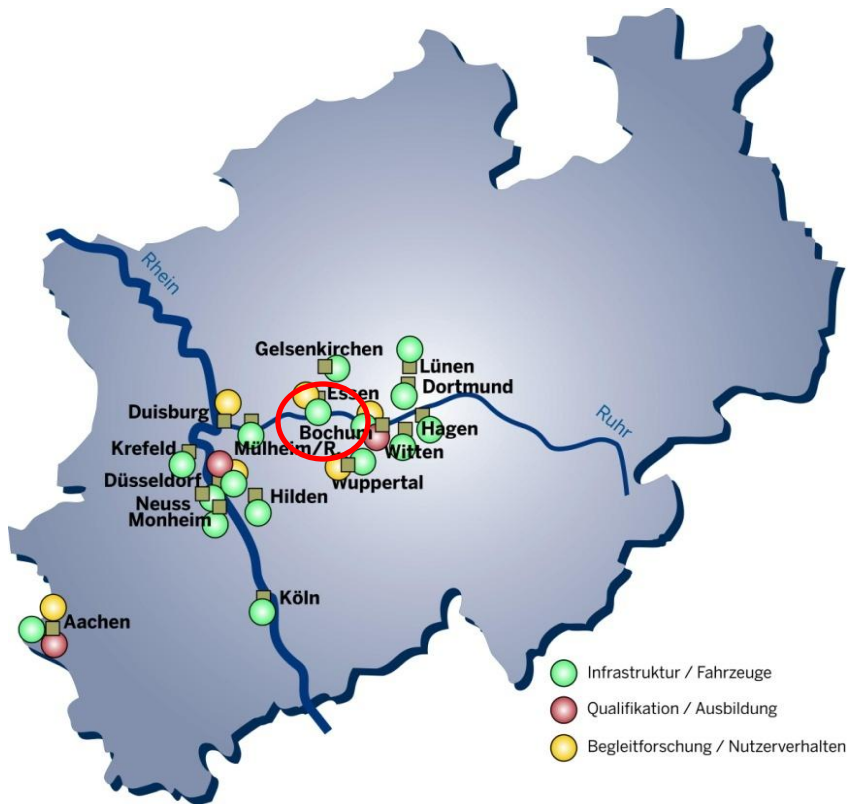 Rhein
Gelsenkirchen
Lünen
Essen
Dortmund
Duisburg
Ruhr
Bochum
Hagen
Krefeld
Mülheim/R.
Witten
Düsseldorf
Wuppertal
Neuss
Hilden
Monheim
Köln
Aachen
Infrastruktur / Fahrzeuge
Qualifikation / Ausbildung
Begleitforschung / Nutzerverhalten